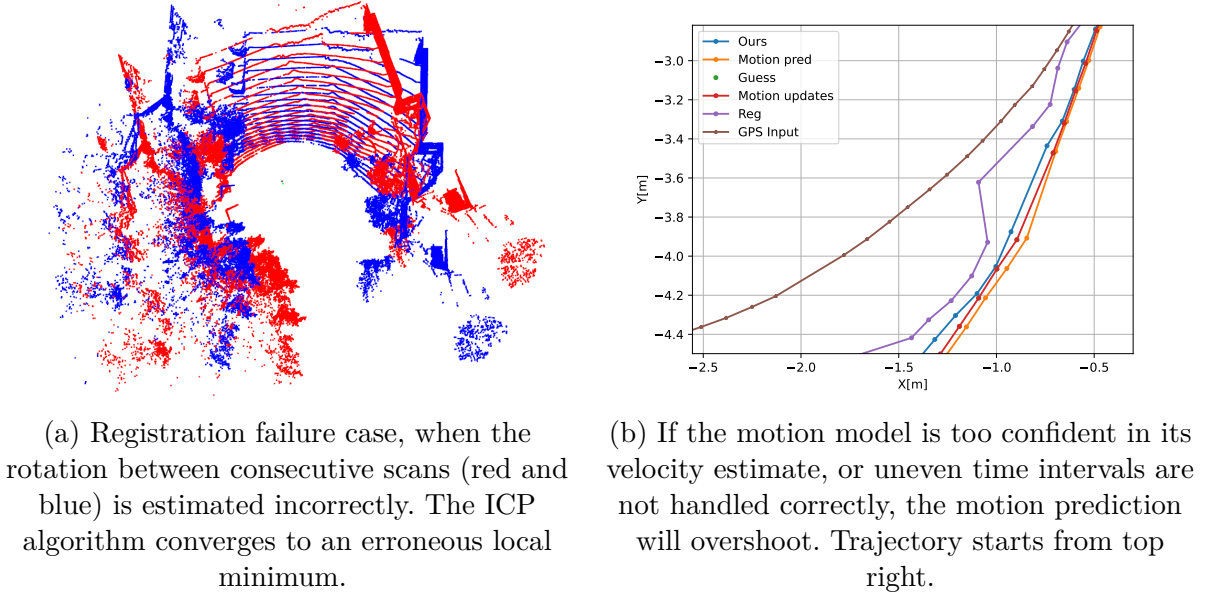 Ours
Motion pred
Guess
Motion updates
Reg
GPS Input
Y[m]
−3.0
−3.2
−3.4
−3.6
−3.8
−4.0
−4.2
−4.4
−2.5
−2.0
−1.5
−1.0
−0.5
X[m]
(a) Registration failure case, when the
rotation between consecutive scans (red and
blue) is estimated incorrectly. The ICP
algorithm converges to an erroneous local
minimum.
(b) If the motion model is too confident in its
velocity estimate, or uneven time intervals are
not handled correctly, the motion prediction
will overshoot. Trajectory starts from top
right.